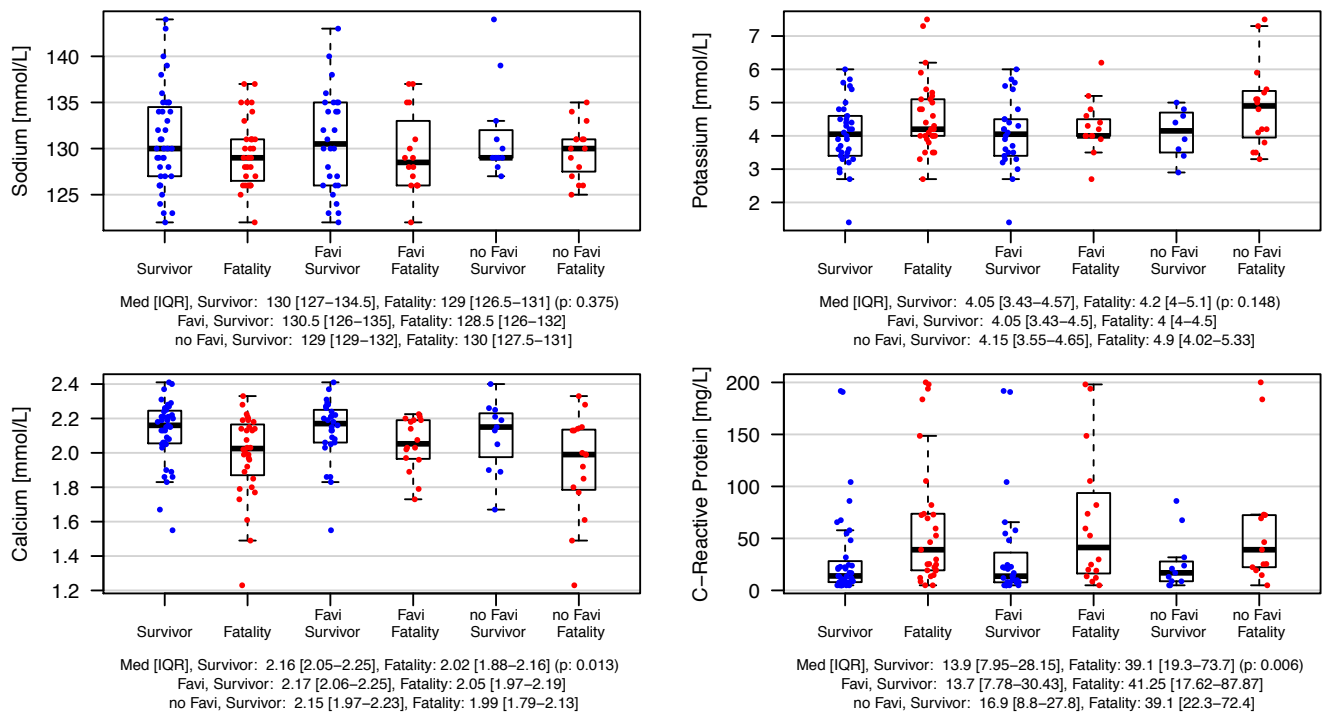 Sodium [mmol/L]
140
135
130
125
Survivor
Fatality
Favi
Survivor
Favi
Fatality
no Favi
Survivor
no Favi
Fatality
Med [IQR], Survivor: 130 [127−134.5], Fatality: 129 [126.5−131] (p: 0.375)
Favi, Survivor: 130.5 [126−135], Fatality: 128.5 [126−132]
no Favi, Survivor: 129 [129−132], Fatality: 130 [127.5−131]
Potassium [mmol/L]
7
6
5
4
3
2
Survivor
Fatality
Favi
Survivor
Favi
Fatality
no Favi
Survivor
no Favi
Fatality
Med [IQR], Survivor: 4.05 [3.43−4.57], Fatality: 4.2 [4−5.1] (p: 0.148)
Favi, Survivor: 4.05 [3.43−4.5], Fatality: 4 [4−4.5]
no Favi, Survivor: 4.15 [3.55−4.65], Fatality: 4.9 [4.02−5.33]
Calcium [mmol/L]
2.4
2.2
2.0
1.8
1.6
1.4
1.2
Survivor
Fatality
Favi
Survivor
Favi
Fatality
no Favi
Survivor
no Favi
Fatality
Med [IQR], Survivor: 2.16 [2.05−2.25], Fatality: 2.02 [1.88−2.16] (p: 0.013)
Favi, Survivor: 2.17 [2.06−2.25], Fatality: 2.05 [1.97−2.19]
no Favi, Survivor: 2.15 [1.97−2.23], Fatality: 1.99 [1.79−2.13]
C−Reactive Protein [mg/L]
200
150
100
50
0
Survivor
Fatality
Favi
Survivor
Favi
Fatality
no Favi
Survivor
no Favi
Fatality
Med [IQR], Survivor: 13.9 [7.95−28.15], Fatality: 39.1 [19.3−73.7] (p: 0.006)
Favi, Survivor: 13.7 [7.78−30.43], Fatality: 41.25 [17.62−87.87]
no Favi, Survivor: 16.9 [8.8−27.8], Fatality: 39.1 [22.3−72.4]